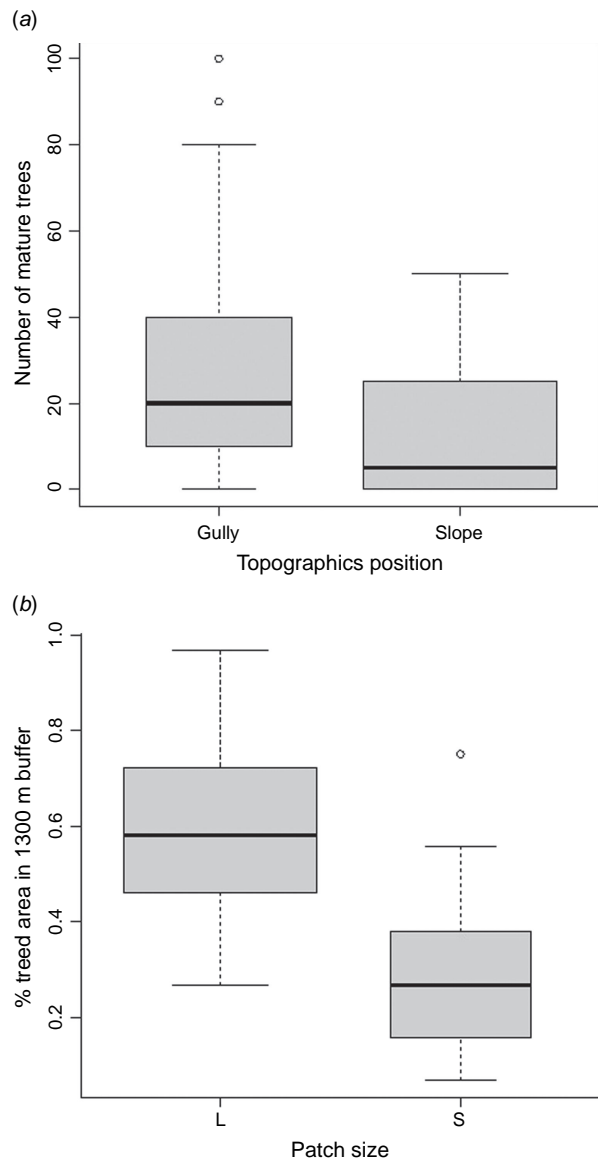 (a)
100
80
60
40
20
0
Number of mature trees
Gully Slope
Topographics position
(b)
1.0
0.8
0.6
0.4
0.2
% treed area in 1300 m buffer
L S
Patch size